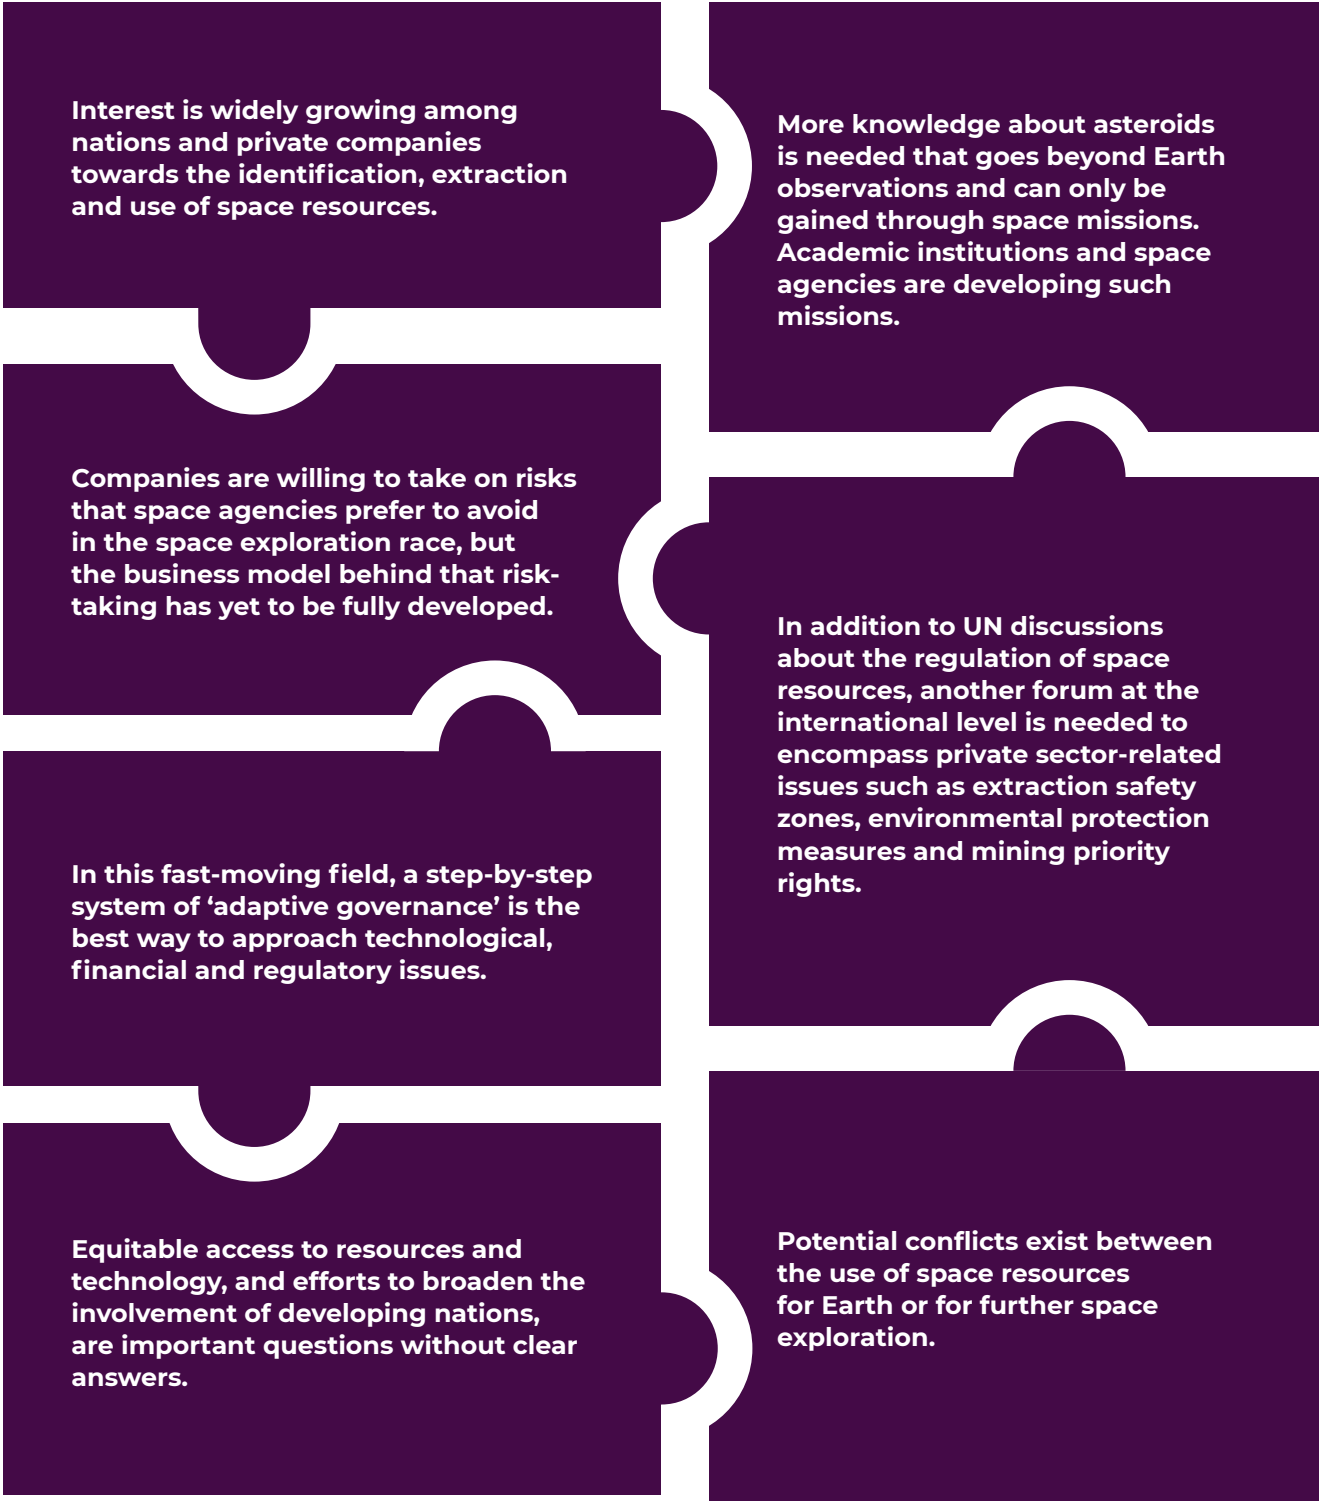 Interest is widely growing among
nations and private companies
towards the identification, extraction
and use of space resources.
More knowledge about asteroids
is needed that goes beyond Earth
observations and can only be
gained through space missions.
Academic institutions and space
agencies are developing such
missions.
Companies are willing to take on risks
that space agencies prefer to avoid
in the space exploration race, but
the business model behind that risk-
taking has yet to be fully developed.
In addition to UN discussions
about the regulation of space
resources, another forum at the
international level is needed to
encompass private sector-related
issues such as extraction safety
zones, environmental protection
measures and mining priority
rights.
In this fast-moving field, a step-by-step
system of ‘adaptive governance’ is the
best way to approach technological,
financial and regulatory issues.
Equitable access to resources and
technology, and efforts to broaden the
involvement of developing nations,
are important questions without clear
answers.
Potential conflicts exist between
the use of space resources
for Earth or for further space
exploration.